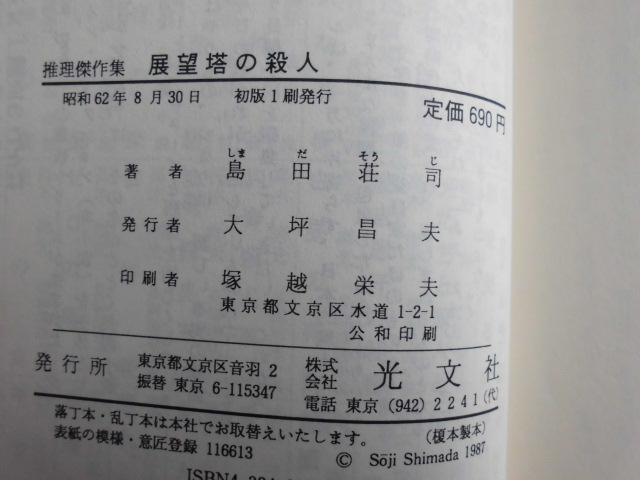 推理傑作集 展望塔の殺人
昭和62年8月30日 初版1刷発行
定価690円
しま だ そう じ
著者 島田荘司
発行者 大坪昌夫
印刷者 塚越栄夫
東京都文京区水道1-2-1
公和印刷
発行所 東京都文京区音羽2 株式会社 光文社
振替 東京 6-115347
電話 東京 (942) 2241(代)
落丁本・乱丁本は本社でお取替えいたします。 (榎本製本)
表紙の模様・意匠登録 116613
© Sōji Shimada 1987